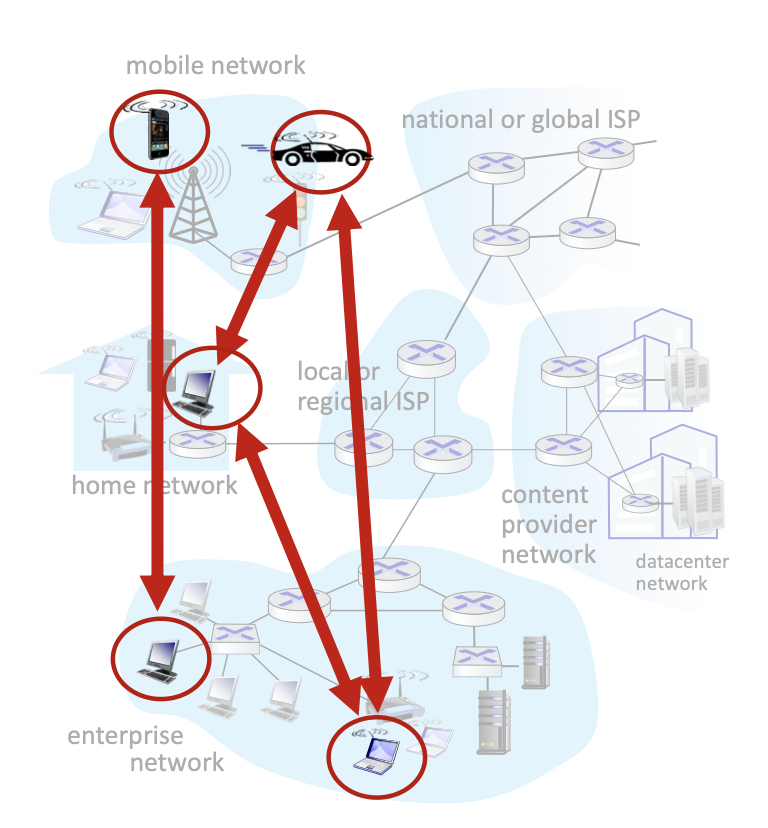 mobile network
national or global ISP
local or
regional ISP
home network
content
provider
network
datacenter
network
enterprise
network